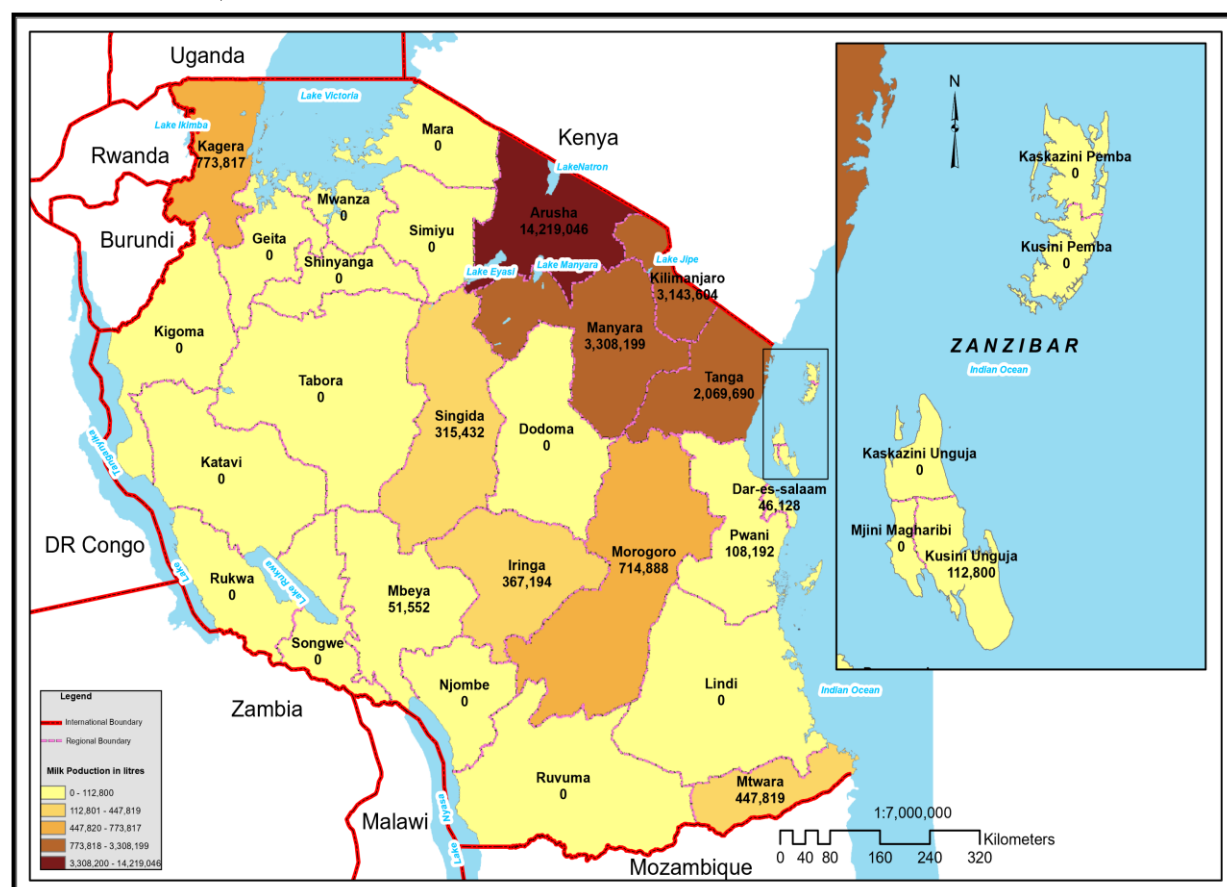 Uganda
Lake Victoria
Lake Ikimba
Kagera
773,817
Rwanda
Burundi
Mara
0
Kenya
LakeNatron
Mwanza
0
Geita
0
Simiyu
0
Shinyanga
0
Arusha
14,219,046
Lake Eyasi
Lake Manyara
Lake Jipe
Kilimanjaro
3,143,604
Manyara
3,308,199
Kigoma
0
Tabora
0
Singida
315,432
Dodoma
0
Tanga
2,069,690
Katavi
0
Tanganyika
Lake
DR Congo
Dar-es-salaam
46,128
Pwani
108,192
Morogoro
714,888
Iringa
367,194
Mbeya
51,552
Rukwa
0
Lake Rukwa
Songwe
0
Njombe
0
Lindi
0
Indian Ocean
Zambia
Ruvuma
0
Mtwara
447,819
Malawi
Lake
Nyasa
Mozambique
N
Kaskazini Pemba
0
Kusini Pemba
0
ZANZIBAR
Indian Ocean
Kaskazini Unguja
0
Mjini Magharibi
0
Kusini Unguja
112,800
Legend
International Boundary
Regional Boundary
Milk Poduction in litres
0 - 112,800
112,801 - 447,819
447,820 - 773,817
773,818 - 3,308,199
3,308,200 - 14,219,046
1:7,000,000
Kilometers
0 40 80 160 240 320